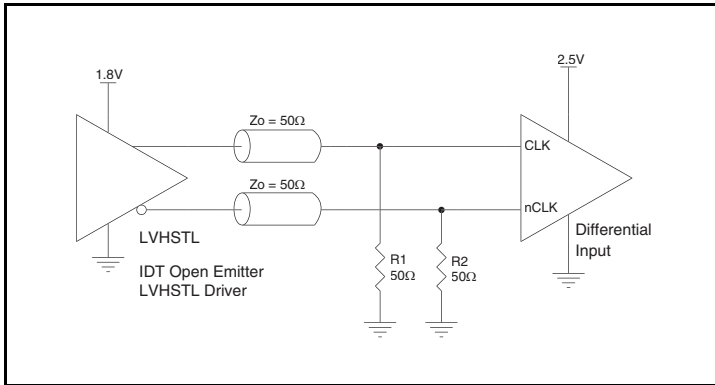 1.8V
2.5V
Zo = 50Ω
CLK
Zo = 50Ω
nCLK
LVHSTL
Differential
Input
IDT Open Emitter
LVHSTL Driver
R1
50Ω
R2
50Ω